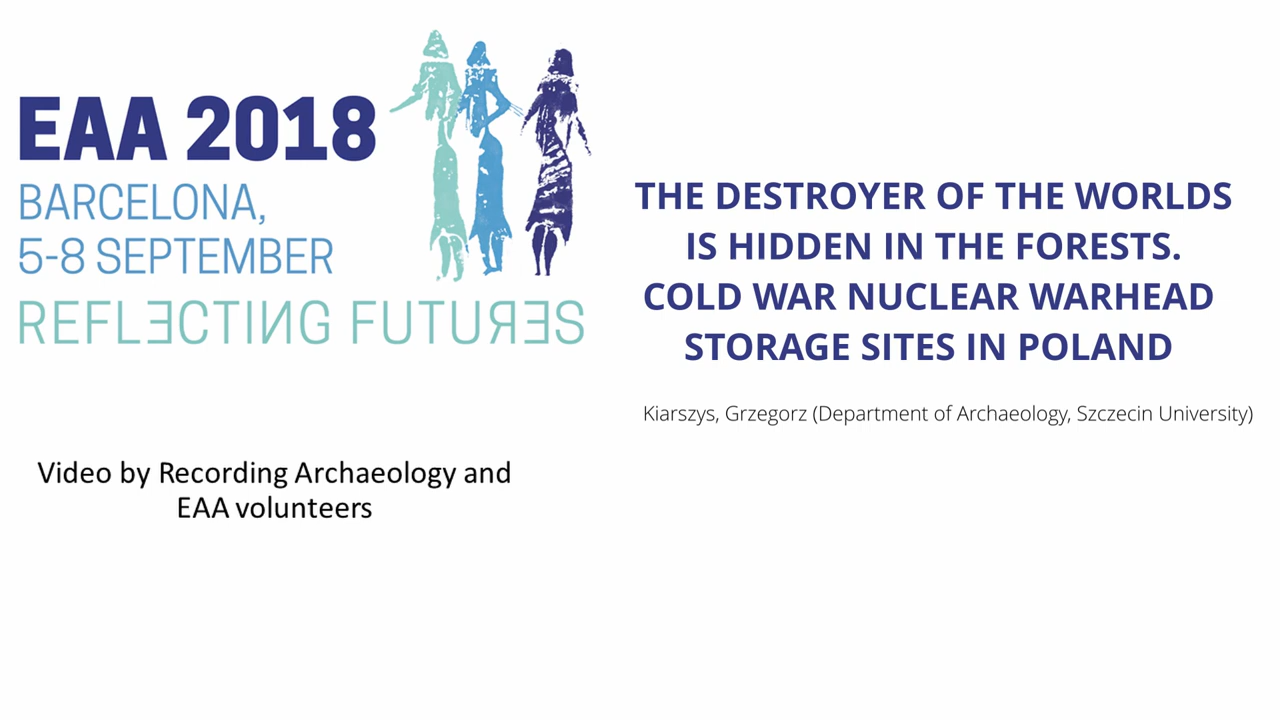 EAA 2018
BARCELONA,
5-8 SEPTEMBER
REFLECTING FUTURES
Video by Recording Archaeology and
EAA volunteers
THE DESTROYER OF THE WORLDS
IS HIDDEN IN THE FORESTS.
COLD WAR NUCLEAR WARHEAD
STORAGE SITES IN POLAND
Kiarszys, Grzegorz (Department of Archaeology, Szczecin University)